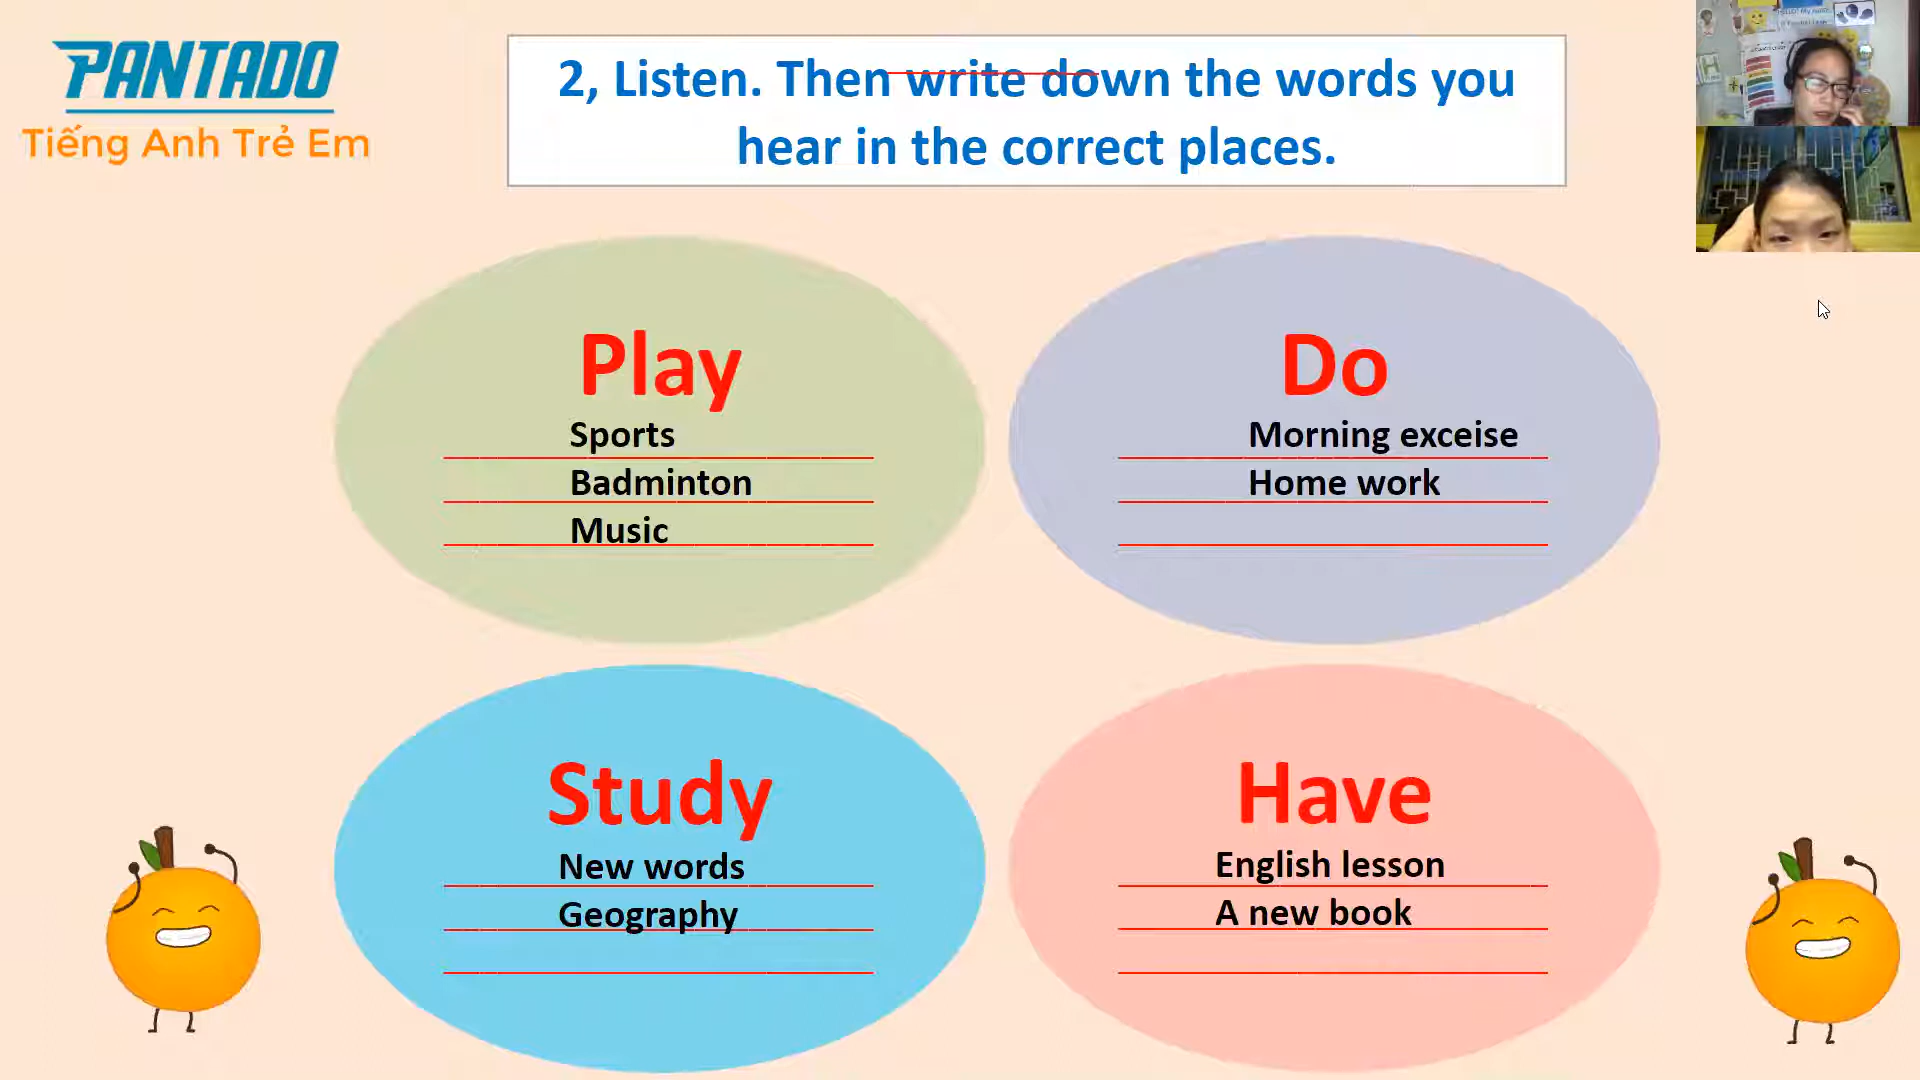 PANTADO
Tiếng Anh Trẻ Em
2, Listen. Then write down the words you
hear in the correct places.
Play
Sports
Badminton
Music
Do
Morning exceise
Home work
Study
New words
Geography
Have
English lesson
A new book